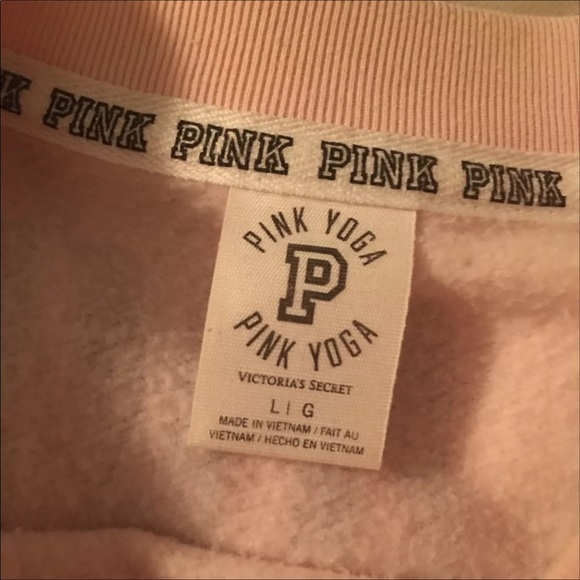 K PINK PINK PINK PINK
PINK YOGA
P
PINK YOGA
VICTORIA'S SECRET
L | G
MADE IN VIETNAM / FAIT AU
VIETNAM / HECHO EN VIETNAM